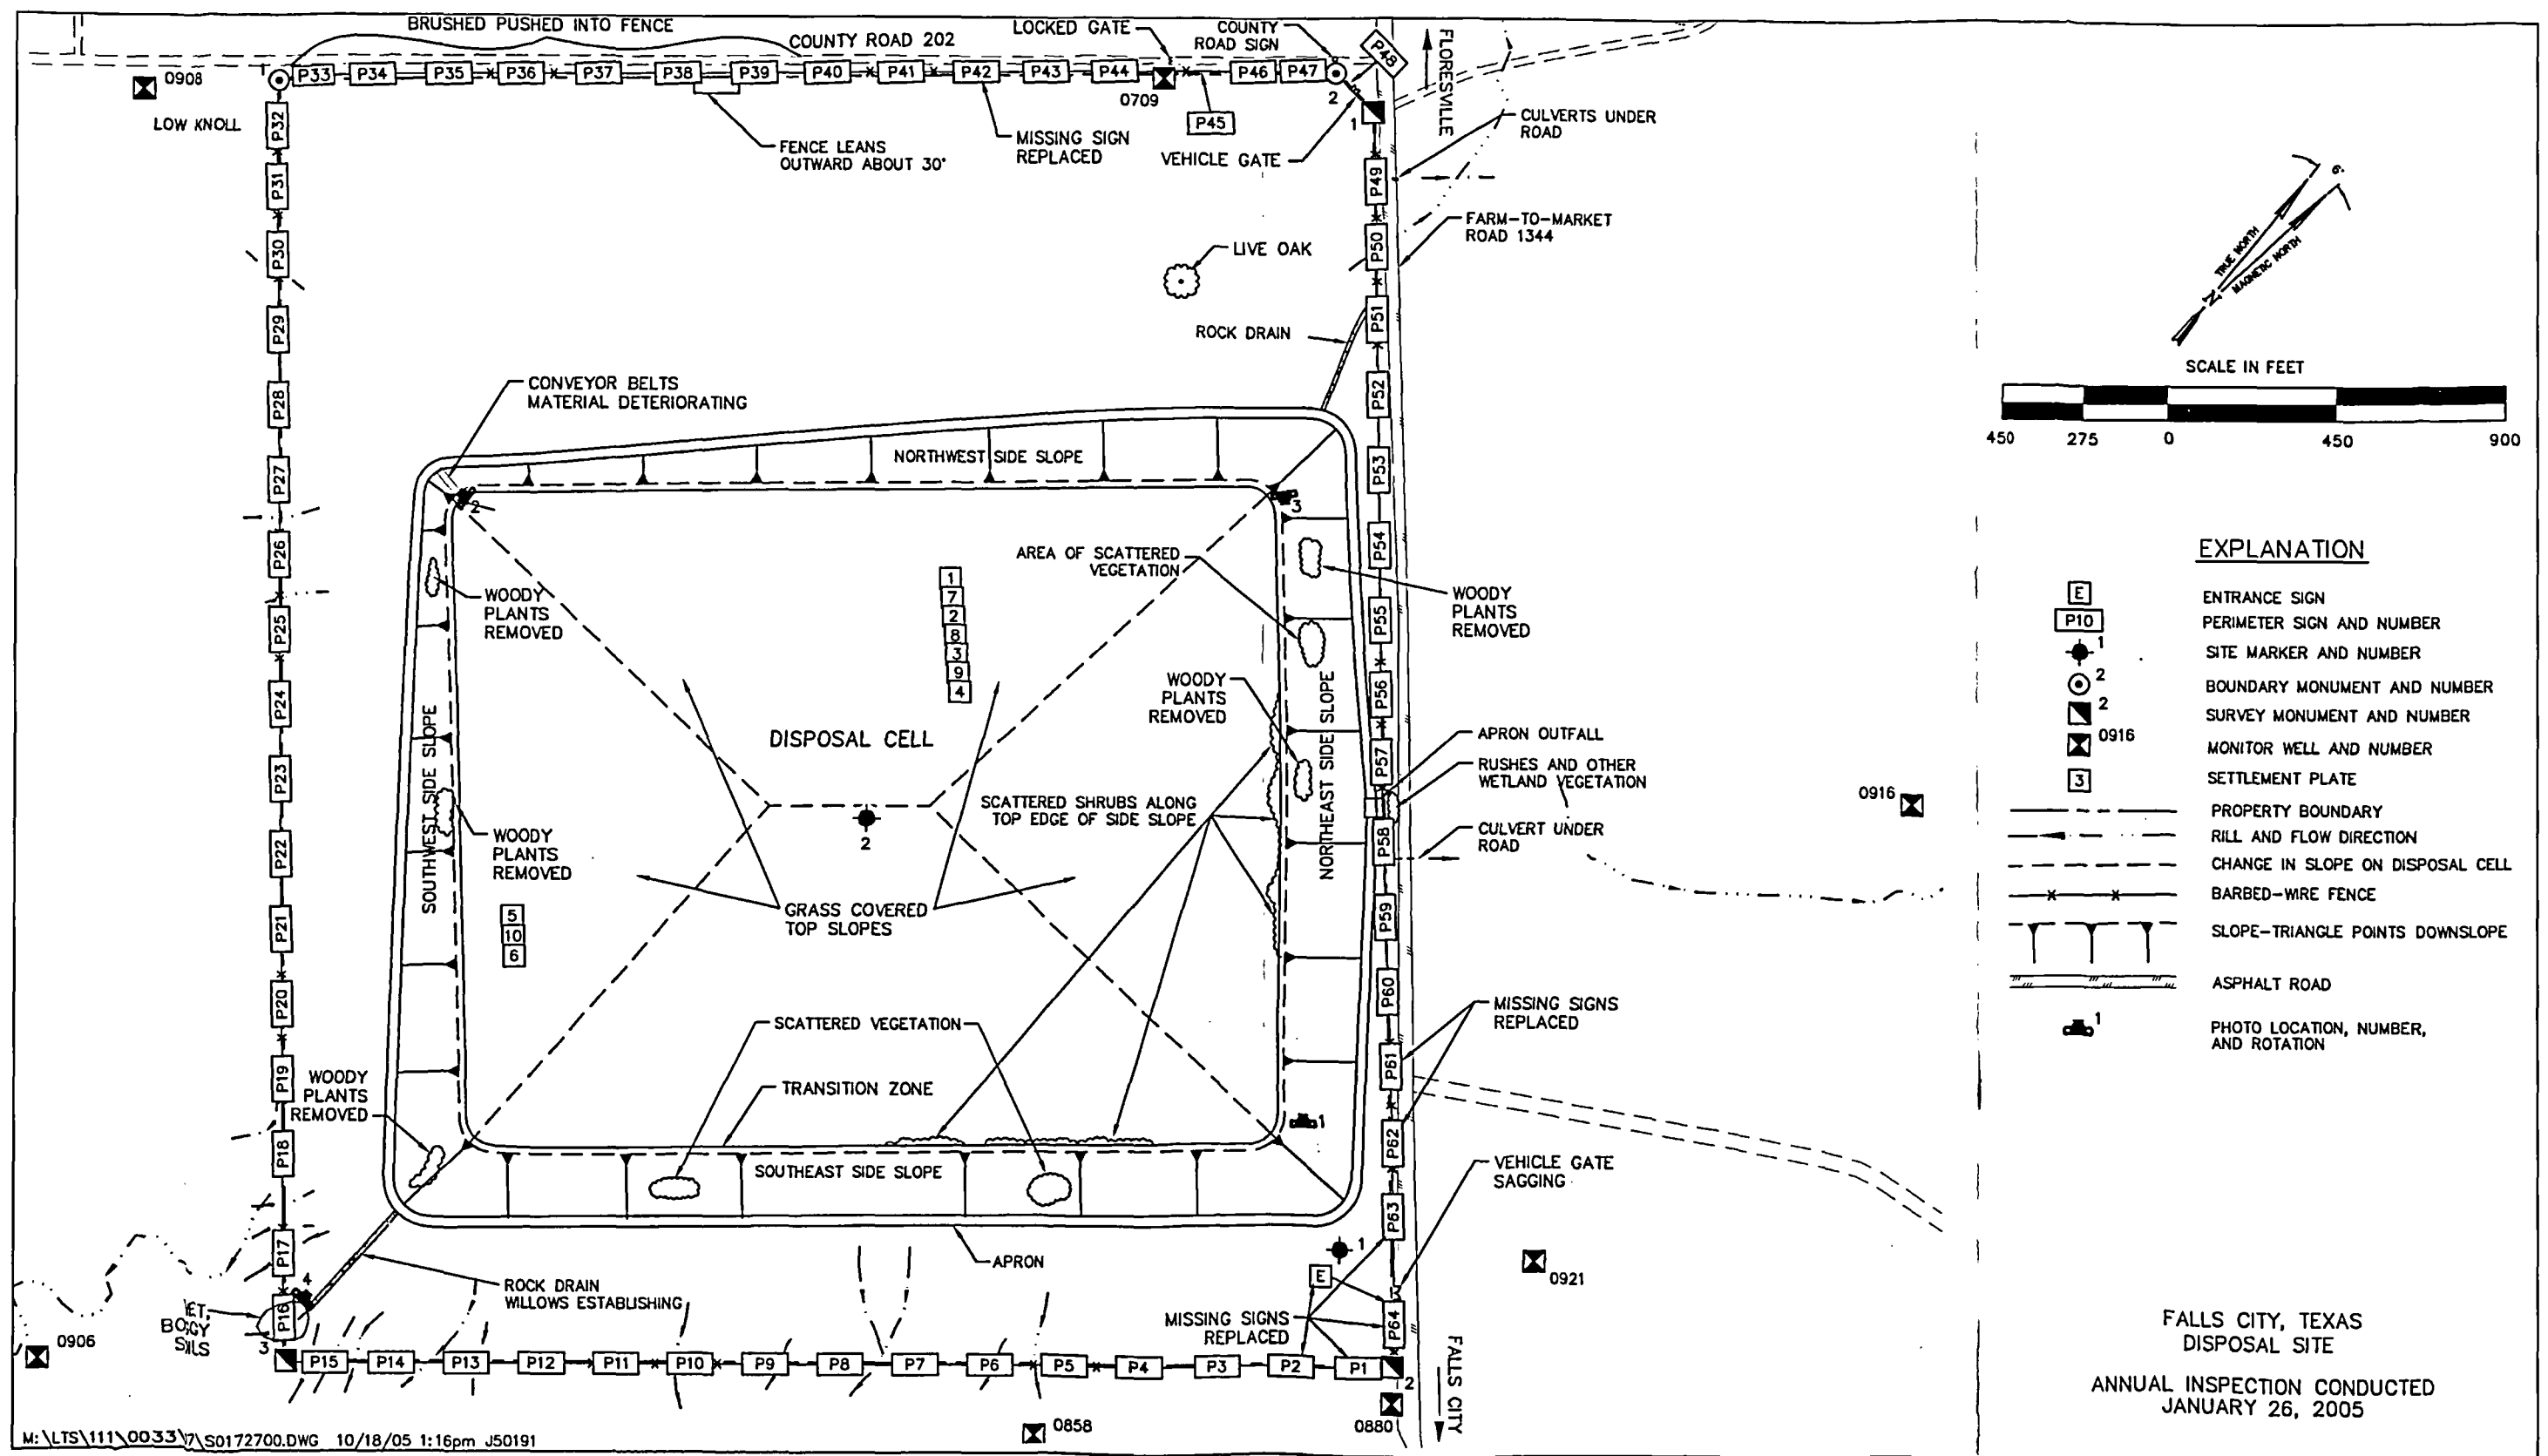 BRUSHED PUSHED INTO FENCE
COUNTY ROAD 202
LOCKED GATE
COUNTY
ROAD SIGN
P48
FLORESVILLE
0908
P33
P34
P35
P36
P37
P38
P39
P40
P41
P42
P43
P44
P46
P47
0709
2
1
P45
LOW KNOLL
FENCE LEANS
OUTWARD ABOUT 30°
MISSING SIGN
REPLACED
VEHICLE GATE
CULVERTS UNDER
ROAD
FARM-TO-MARKET
ROAD 1344
LIVE OAK
ROCK DRAIN
P32
P31
P30
P29
P28
P27
P26
P25
P24
P23
P22
P21
P20
P19
P18
P17
P16
P49
P50
P51
P52
P53
P54
P55
P56
P57
P58
P59
P60
P61
P62
P63
P64
CONVEYOR BELTS
MATERIAL DETERIORATING
NORTHWEST SIDE SLOPE
2
3
AREA OF SCATTERED
VEGETATION
WOODY
PLANTS
REMOVED
WOODY
PLANTS
REMOVED
1
7
2
8
3
9
4
WOODY
PLANTS
REMOVED
SOUTHWEST SIDE SLOPE
NORTHEAST SIDE SLOPE
DISPOSAL CELL
2
APRON OUTFALL
RUSHES AND OTHER
WETLAND VEGETATION
SCATTERED SHRUBS ALONG
TOP EDGE OF SIDE SLOPE
CULVERT UNDER
ROAD
0916
WOODY
PLANTS
REMOVED
GRASS COVERED
TOP SLOPES
5
10
6
SCATTERED VEGETATION
MISSING SIGNS
REPLACED
TRANSITION ZONE
WOODY
PLANTS
REMOVED
1
SOUTHEAST SIDE SLOPE
VEHICLE GATE
SAGGING
APRON
1
E
0921
4
ROCK DRAIN
WILLOWS ESTABLISHING
MISSING SIGNS
REPLACED
BOGGY
0906
3
P15
P14
P13
P12
P11
P10
P9
P8
P7
P6
P5
P4
P3
P2
P1
2
0858
0880
FALLS CITY
M:\LTS\111\0033\17\S0172700.DWG 10/18/05 1:16pm J50191
6°
TRUE NORTH
MAGNETIC NORTH
N
SCALE IN FEET
450 275 0 450 900
EXPLANATION
E ENTRANCE SIGN
P10 PERIMETER SIGN AND NUMBER
1 SITE MARKER AND NUMBER
2 BOUNDARY MONUMENT AND NUMBER
2 SURVEY MONUMENT AND NUMBER
0916 MONITOR WELL AND NUMBER
3 SETTLEMENT PLATE
PROPERTY BOUNDARY
RILL AND FLOW DIRECTION
CHANGE IN SLOPE ON DISPOSAL CELL
BARBED-WIRE FENCE
SLOPE-TRIANGLE POINTS DOWNSLOPE
ASPHALT ROAD
1 PHOTO LOCATION, NUMBER,
AND ROTATION
FALLS CITY, TEXAS
DISPOSAL SITE
ANNUAL INSPECTION CONDUCTED
JANUARY 26, 2005